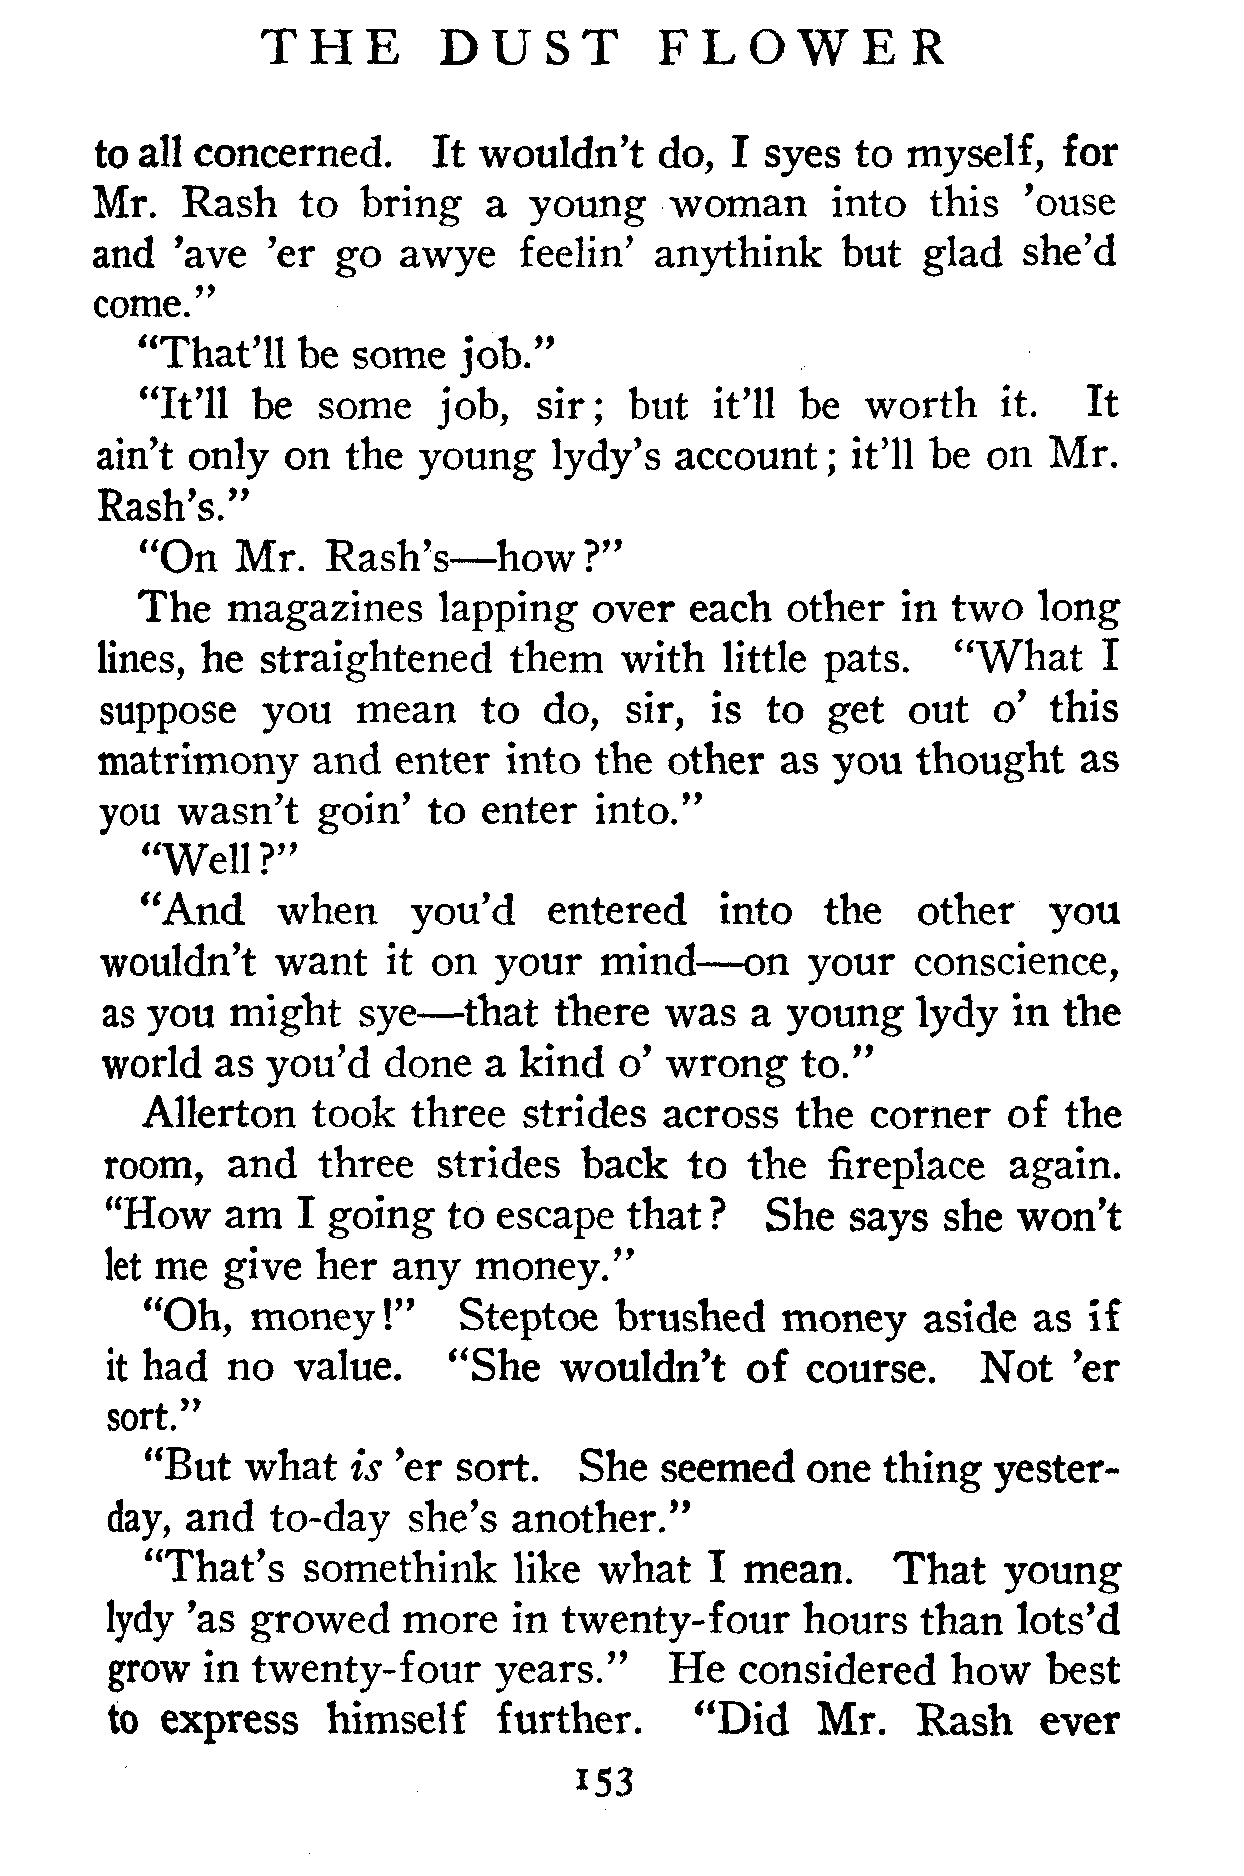 THE DUST FLOWER
to all concerned. It wouldn't do, I syes to myself, for
Mr. Rash to bring a young woman into this 'ouse
and 'ave 'er go awye feelin' anythink but glad she'd
come."
"That'll be some job."
"It'll be some job, sir; but it'll be worth it. It
ain't only on the young lydy's account; it'll be on Mr.
Rash's."
"On Mr. Rash's—how?"
The magazines lapping over each other in two long
lines, he straightened them with little pats. "What I
suppose you mean to do, sir, is to get out o' this
matrimony and enter into the other as you thought as
you wasn't goin' to enter into."
"Well?"
"And when you'd entered into the other you
wouldn't want it on your mind—on your conscience,
as you might sye—that there was a young lydy in the
world as you'd done a kind o' wrong to."
Allerton took three strides across the corner of the
room, and three strides back to the fireplace again.
"How am I going to escape that? She says she won't
let me give her any money."
"Oh, money!" Steptoe brushed money aside as if
it had no value. "She wouldn't of course. Not 'er
sort."
"But what is 'er sort. She seemed one thing yester-
day, and to-day she's another."
"That's somethink like what I mean. That young
lydy 'as growed more in twenty-four hours than lots'd
grow in twenty-four years." He considered how best
to express himself further. "Did Mr. Rash ever
153